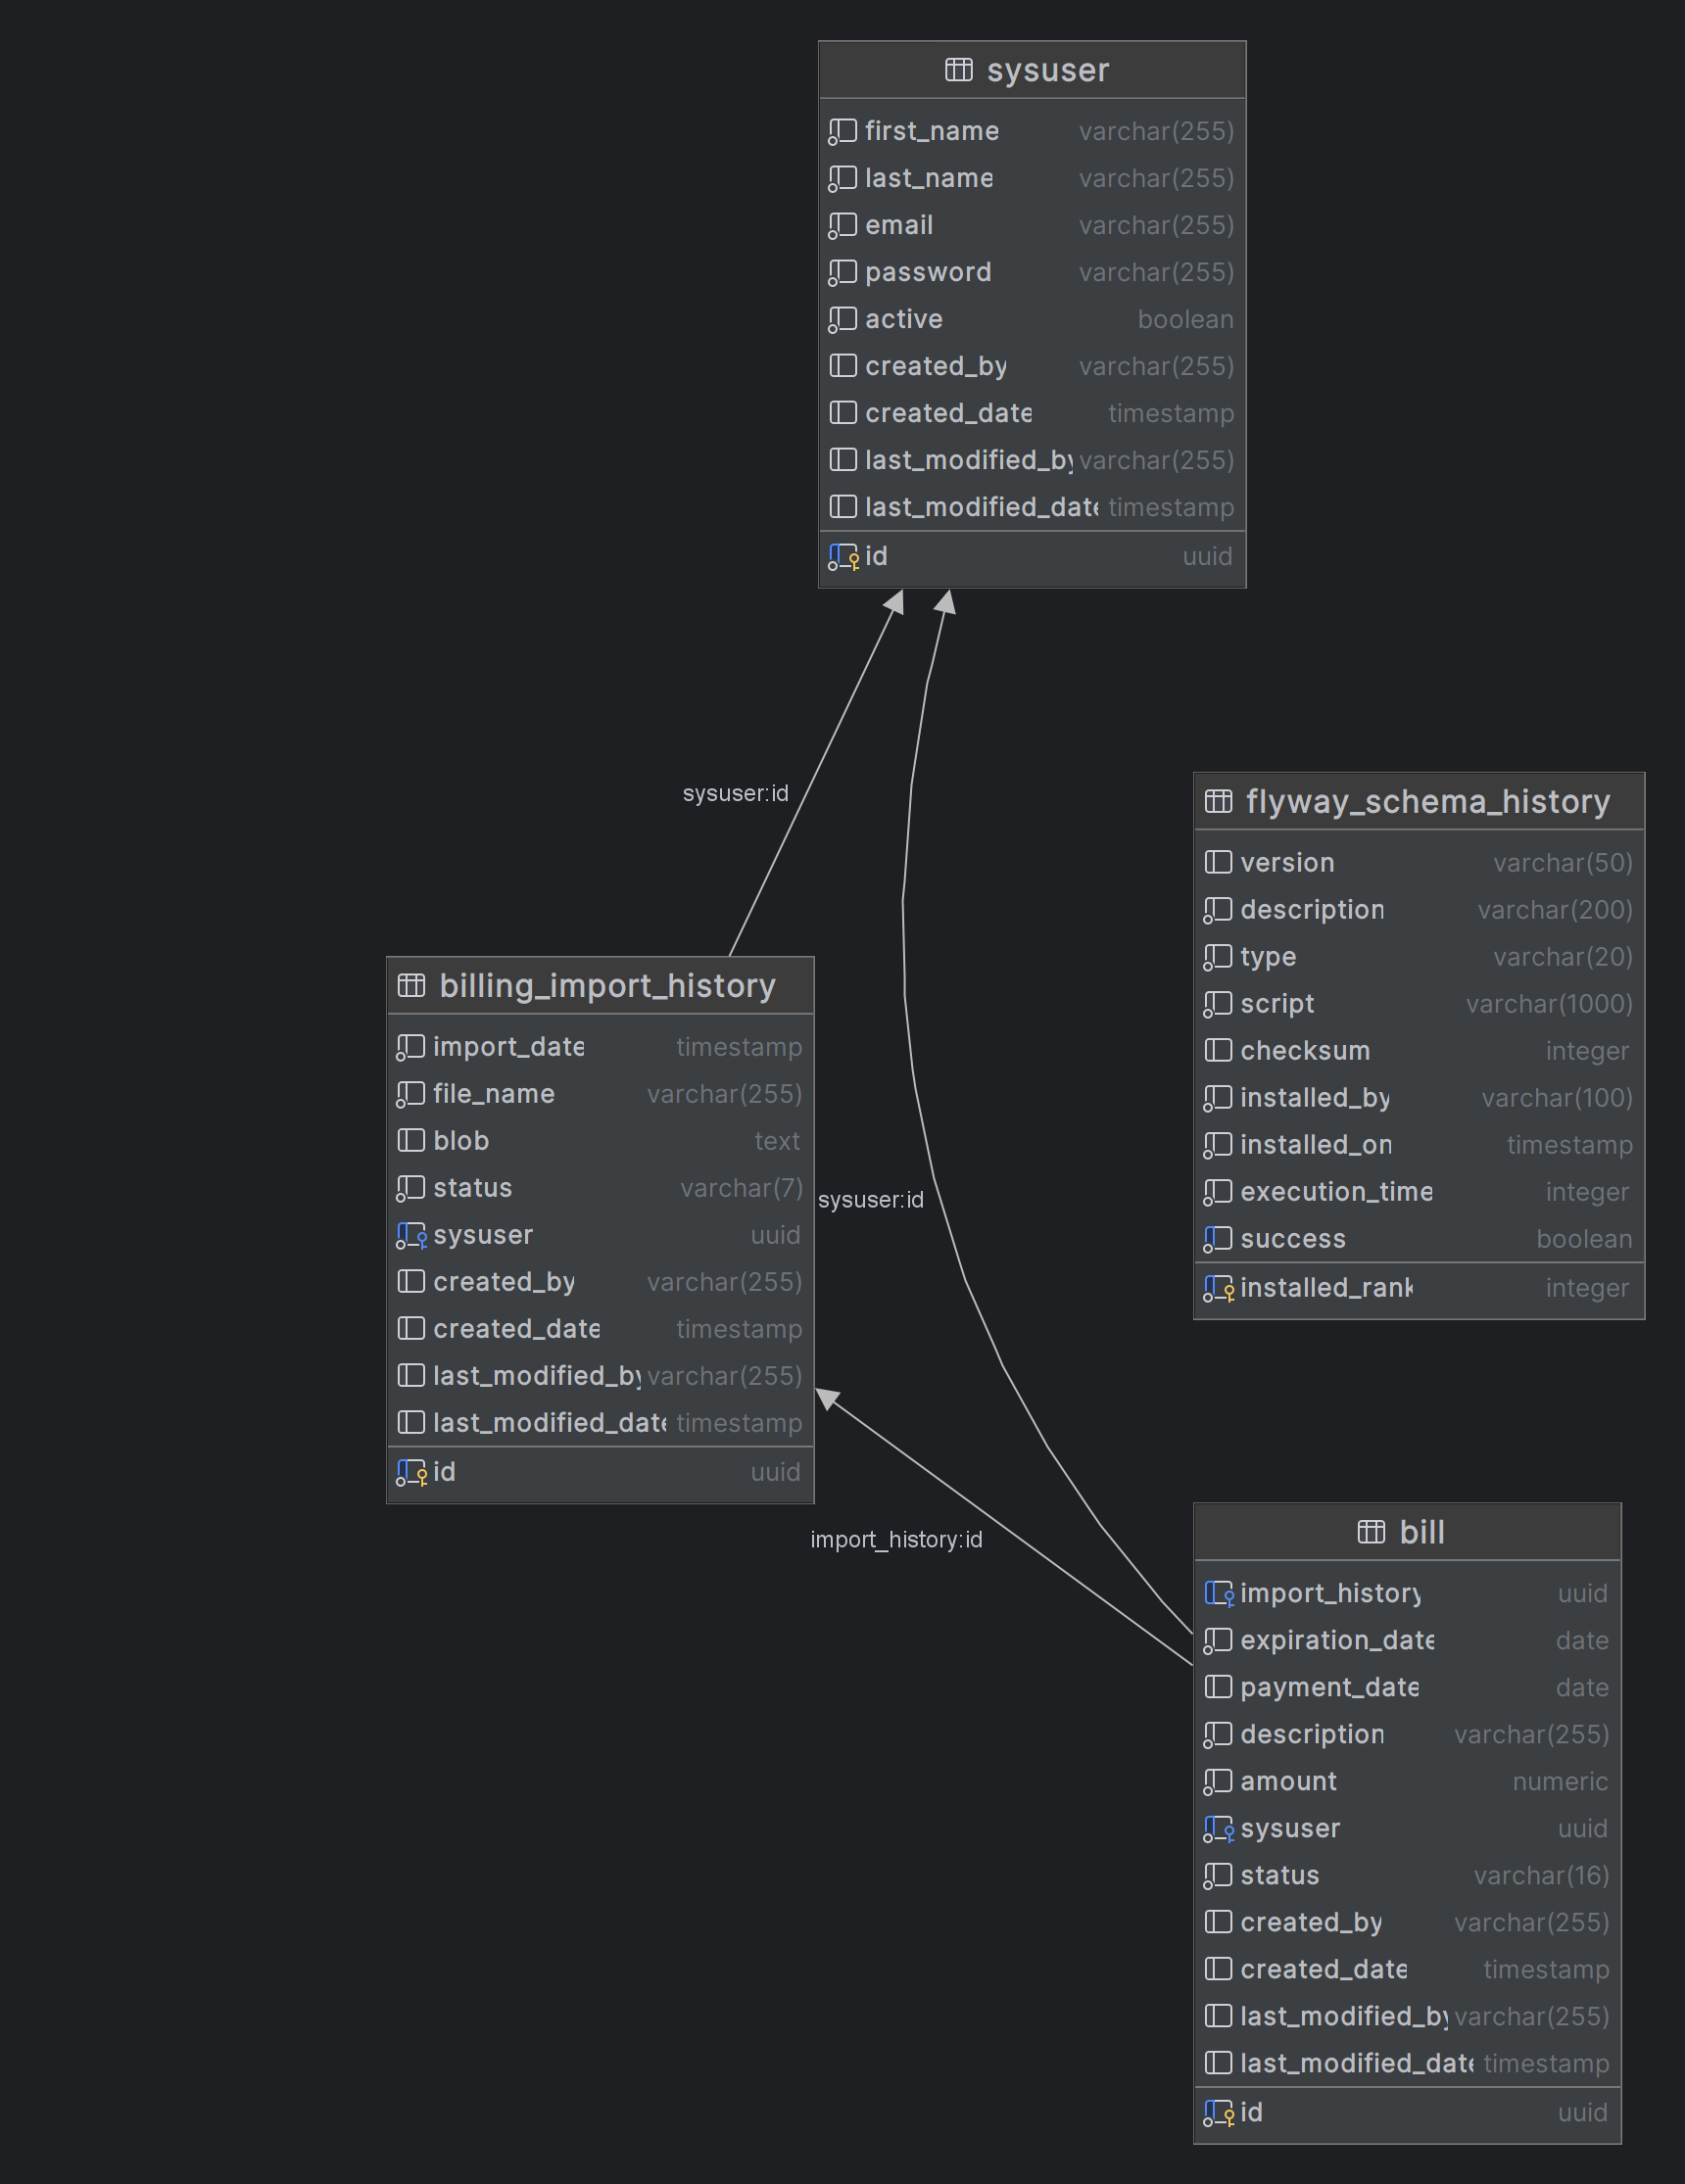 sysuser
first_name varchar(255)
last_name varchar(255)
email varchar(255)
password varchar(255)
active boolean
created_by varchar(255)
created_date timestamp
last_modified_by varchar(255)
last_modified_date timestamp
id uuid
sysuser:id
flyway_schema_history
version varchar(50)
description varchar(200)
type varchar(20)
script varchar(1000)
checksum integer
installed_by varchar(100)
installed_on timestamp
execution_time integer
success boolean
installed_rank integer
billing_import_history
import_date timestamp
file_name varchar(255)
blob text
status varchar(7)
sysuser uuid
created_by varchar(255)
created_date timestamp
last_modified_by varchar(255)
last_modified_date timestamp
id uuid
sysuser:id
import_history:id
bill
import_history uuid
expiration_date date
payment_date date
description varchar(255)
amount numeric
sysuser uuid
status varchar(16)
created_by varchar(255)
created_date timestamp
last_modified_by varchar(255)
last_modified_date timestamp
id uuid